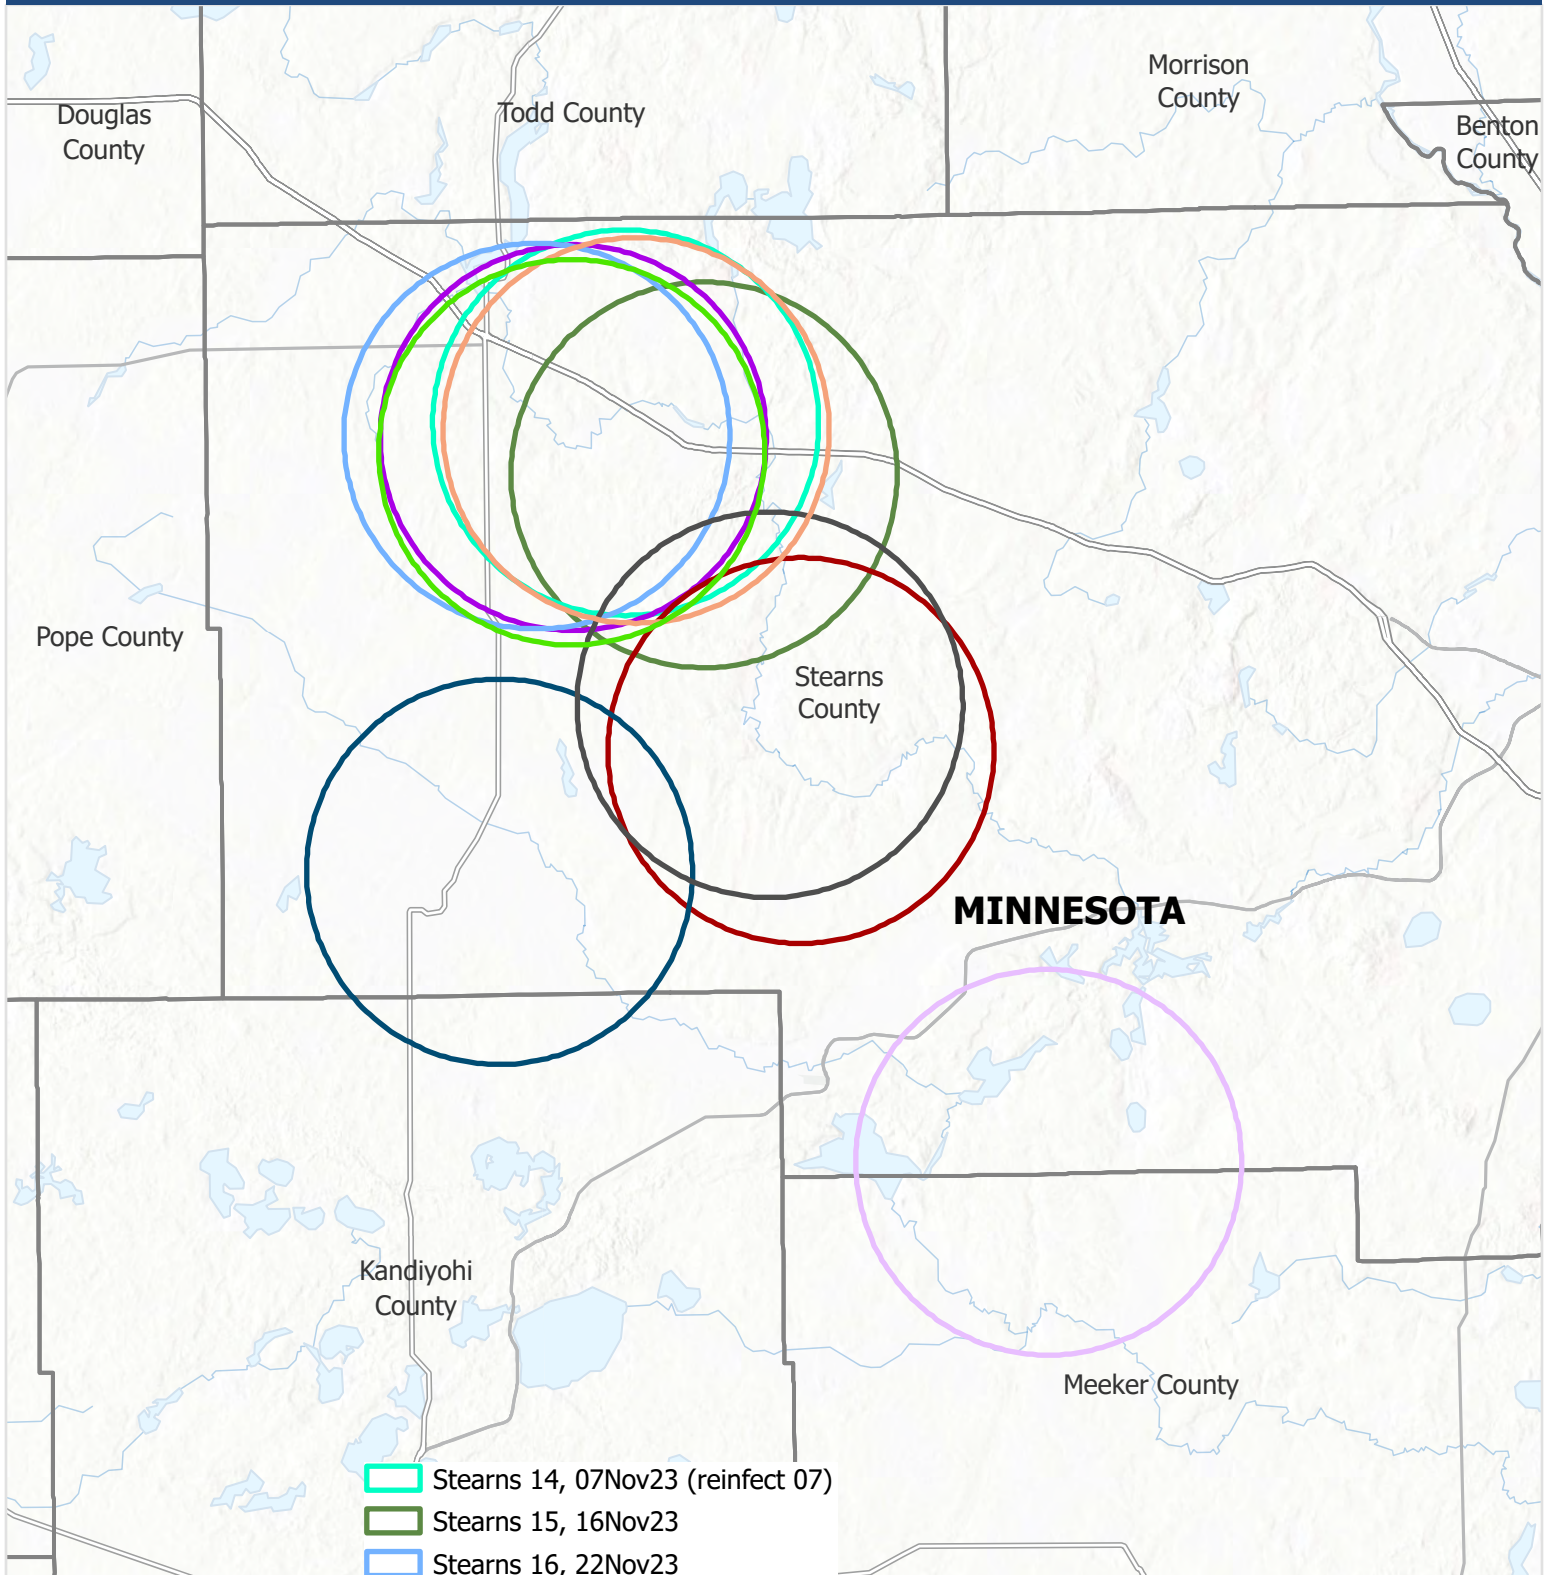 Morrison
County
Douglas
County
Todd County
Benton
County
Pope County
Stearns
County
MINNESOTA
Kandiyohi
County
Meeker County
Stearns 14, 07Nov23 (reinfect 07)
Stearns 15, 16Nov23
Stearns 16, 22Nov23